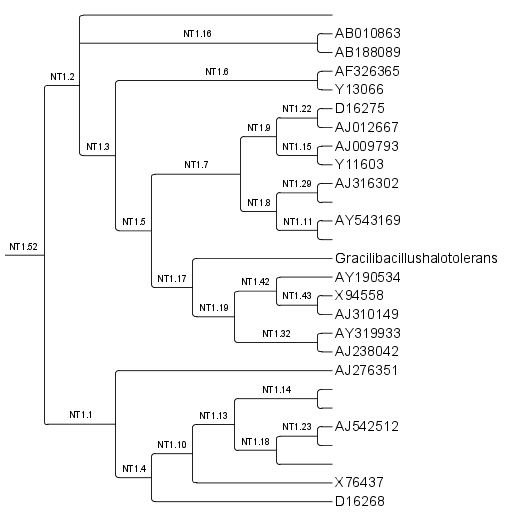 AB010863
NT1.16
AB188089
AF326365
NT1.6
NT1.2
Y13066
D16275
NT1.22
AJ012667
NT1.9
AJ009793
NT1.15
NT1.3
Y11603
NT1.7
AJ316302
NT1.29
NT1.8
AY543169
NT1.11
NT1.5
NT1.52
Gracilibacillushalotolerans
AY190534
NT1.17
NT1.42
X94558
NT1.43
AJ310149
NT1.19
AY319933
NT1.32
AJ238042
AJ276351
NT1.14
NT1.1
NT1.13
AJ542512
NT1.23
NT1.10
NT1.18
NT1.4
X76437
D16268